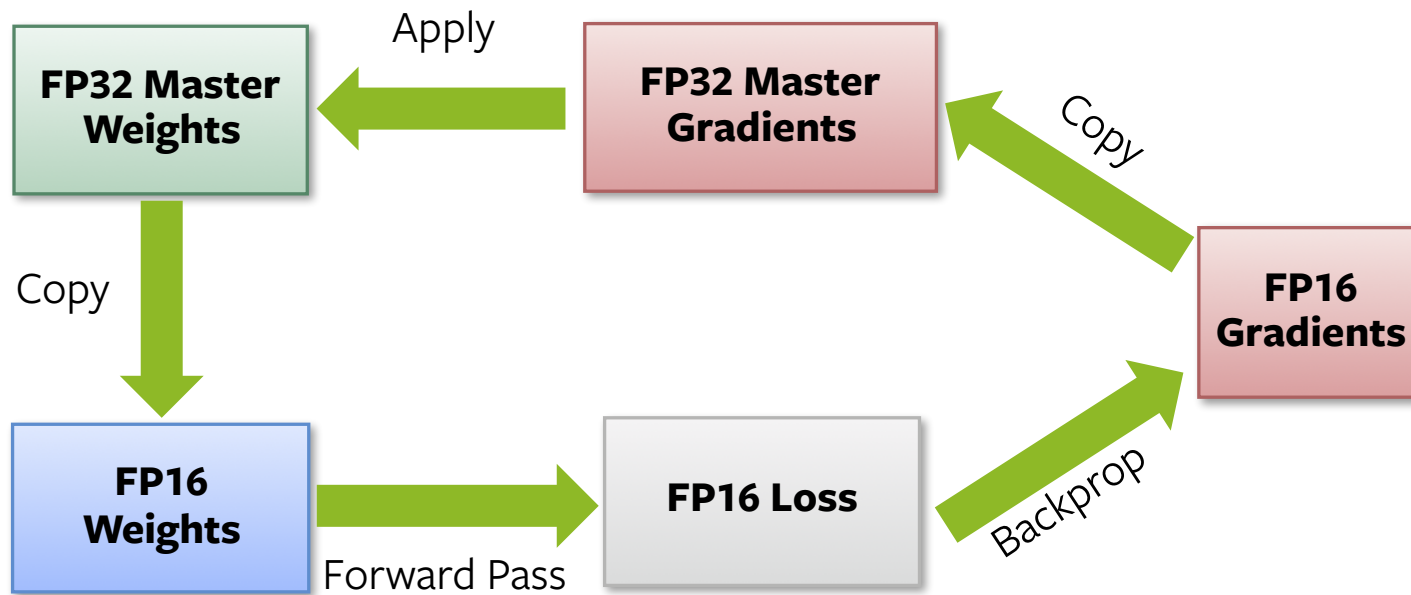 Apply
FP32 Master
Weights
FP32 Master
Gradients
Copy
Copy
FP16
Gradients
FP16
Weights
FP16 Loss
Backprop
Forward Pass